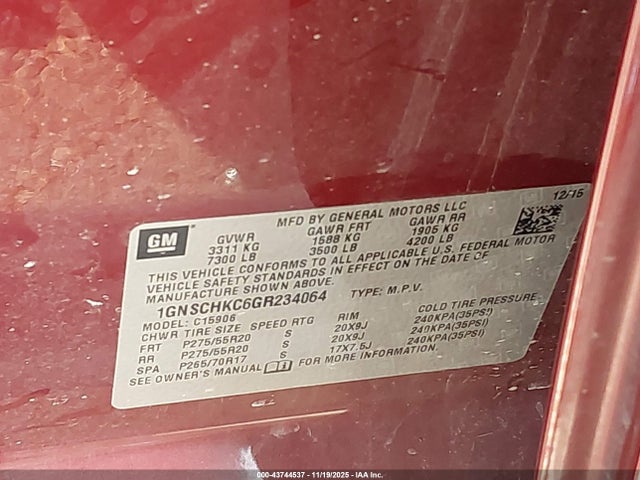 MFD BY GENERAL MOTORS LLC 12/15
GM
GVWR GAWR FRT GAWR RR
3311 KG 1588 KG 1905 KG
7300 LB 3500 LB 4200 LB
THIS VEHICLE CONFORMS TO ALL APPLICABLE U.S. FEDERAL MOTOR
VEHICLE SAFETY STANDARDS IN EFFECT ON THE DATE OF
MANUFACTURE SHOWN ABOVE.
1GNSCHKC6GR234064 TYPE: M.P.V.
MODEL: C15906
CHWR TIRE SIZE SPEED RTG RIM COLD TIRE PRESSURE
FRT P275/55R20 S 20X9J 240KPA(35PSI)
RR P275/55R20 S 20X9J 240KPA(35PSI)
SPA P265/70R17 S 17X7.5J 240KPA(35PSI)
SEE OWNER'S MANUAL
000-43744537 - 11/19/2025 - IAA Inc.